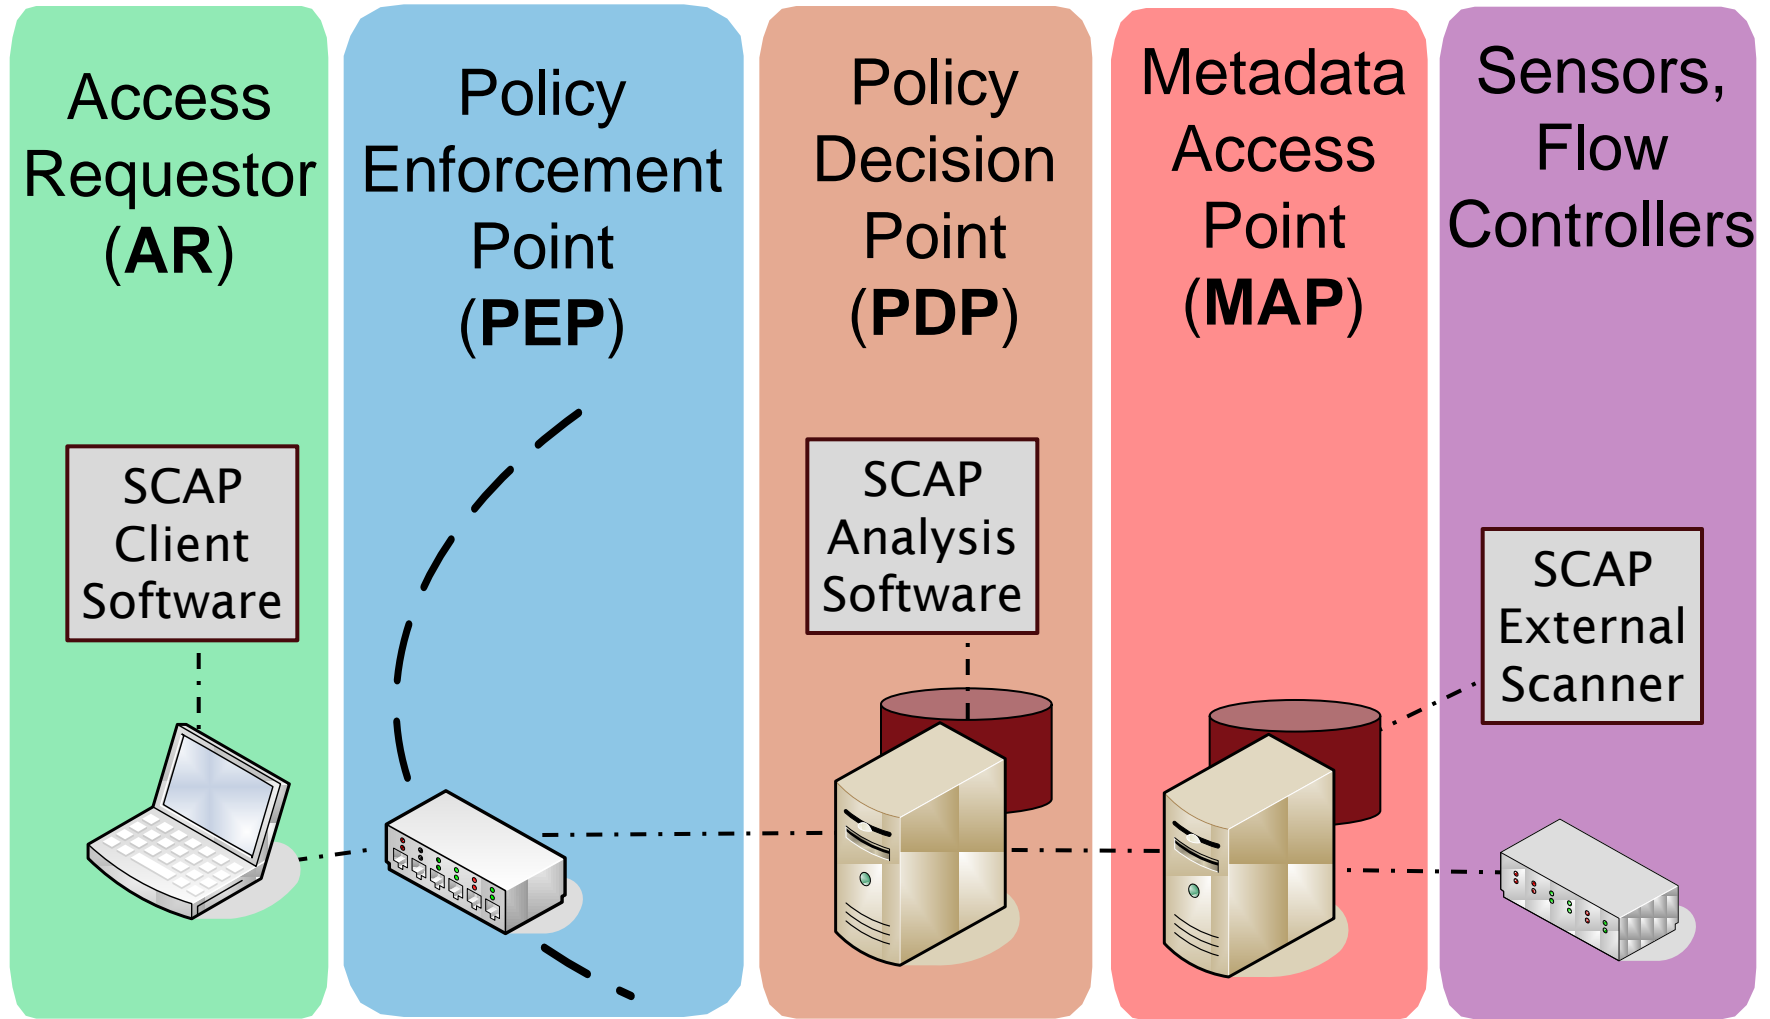 Access
Requestor
(AR)
Policy
Enforcement
Point
(PEP)
Policy
Decision
Point
(PDP)
Metadata
Access
Point
(MAP)
Sensors,
Flow
Controllers
SCAP
Client
Software
SCAP
Analysis
Software
SCAP
External
Scanner